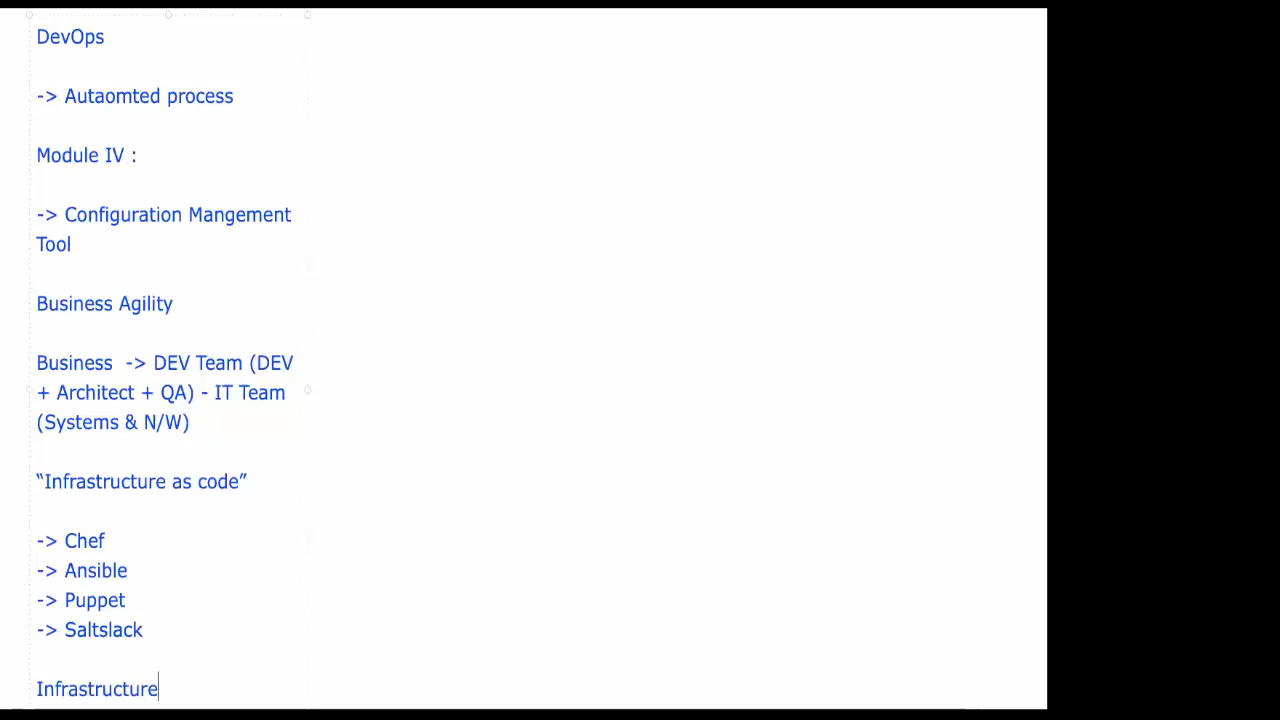 DevOps
-> Autaomted process
Module IV :
-> Configuration Mangement
Tool
Business Agility
Business  -> DEV Team (DEV
+ Architect + QA) - IT Team
(Systems & N/W)
“Infrastructure as code”
-> Chef
-> Ansible
-> Puppet
-> Saltslack
Infrastructure